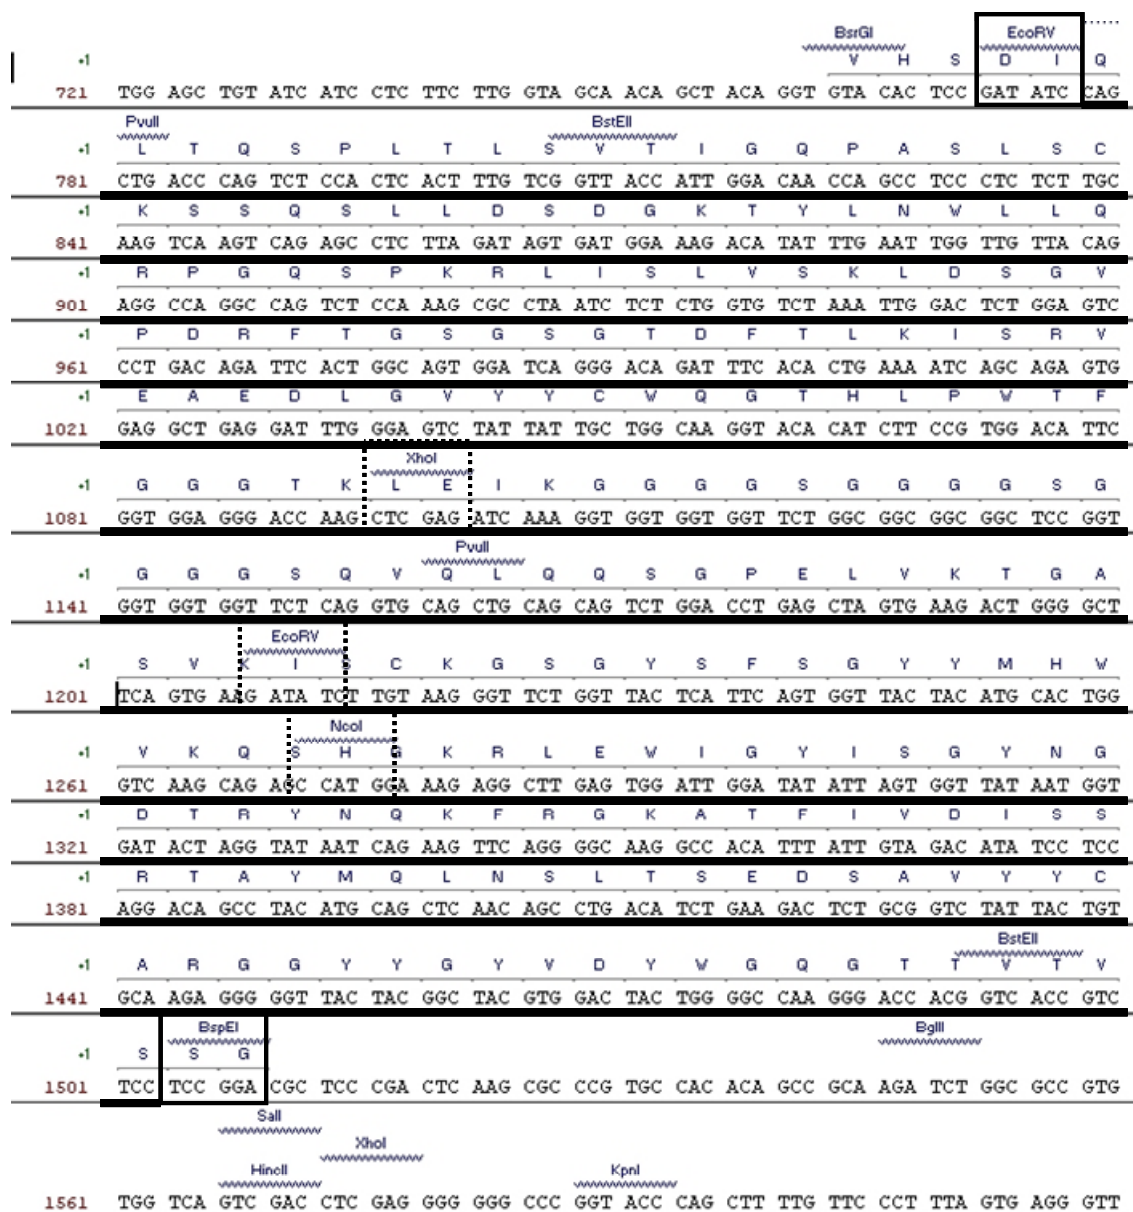 BsrGI EcoRV
+1 V H S D I Q
721 TGG AGC TGT ATC ATC CTC TTC TTG GTA GCA ACA GCT ACA GGT GTA CAC TCC GAT ATC CAG
PvuII BstEII
+1 L T Q S P L T L S V T I G Q P A S L S C
781 CTG ACC CAG TCT CCA CTC ACT TTG TCG GTT ACC ATT GGA CAA CCA GCC TCC CTC TCT TGC
+1 K S S Q S L L D S D G K T Y L N W L L Q
841 AAG TCA AGT CAG AGC CTC TTA GAT AGT GAT GGA AAG ACA TAT TTG AAT TGG TTG TTA CAG
+1 R P G Q S P K R L I S L V S K L D S G V
901 AGG CCA GGC CAG TCT CCA AAG CGC CTA ATC TCT CTG GTG TCT AAA TTG GAC TCT GGA GTC
+1 P D R F T G S G S G T D F T L K I S R V
961 CCT GAC AGA TTC ACT GGC AGT GGA TCA GGG ACA GAT TTC ACA CTG AAA ATC AGC AGA GTG
+1 E A E D L G V Y Y C W Q G T H L P W T F
1021 GAG GCT GAG GAT TTG GGA GTC TAT TAT TGC TGG CAA GGT ACA CAT CTT CCG TGG ACA TTC
XhoI
+1 G G G T K L E I K G G G G S G G G G S G
1081 GGT GGA GGG ACC AAG CTC GAG ATC AAA GGT GGT GGT GGT TCT GGC GGC GGC GGC TCC GGT
PvuII
+1 G G G S Q V Q L Q Q S G P E L V K T G A
1141 GGT GGT GGT TCT CAG GTG CAG CTG CAG CAG TCT GGA CCT GAG CTA GTG AAG ACT GGG GCT
EcoRV
+1 S V K I S C K G S G Y S F S G Y Y M H W
1201 TCA GTG AAG ATA TCT TGT AAG GGT TCT GGT TAC TCA TTC AGT GGT TAC TAC ATG CAC TGG
NcoI
+1 V K Q S H G K R L E W I G Y I S G Y N G
1261 GTC AAG CAG AGC CAT GGA AAG AGG CTT GAG TGG ATT GGA TAT ATT AGT GGT TAT AAT GGT
+1 D T R Y N Q K F R G K A T F I V D I S S
1321 GAT ACT AGG TAT AAT CAG AAG TTC AGG GGC AAG GCC ACA TTT ATT GTA GAC ATA TCC TCC
+1 R T A Y M Q L N S L T S E D S A V Y Y C
1381 AGG ACA GCC TAC ATG CAG CTC AAC AGC CTG ACA TCT GAA GAC TCT GCG GTC TAT TAC TGT
BstEII
+1 A R G G Y Y G Y V D Y W G Q G T T V T V
1441 GCA AGA GGG GGT TAC TAC GGC TAC GTG GAC TAC TGG GGC CAA GGG ACC ACG GTC ACC GTC
BspEI BglII
+1 S S G
1501 TCC TCC GGA CGC TCC CGA CTC AAG CGC CCG TGC CAC ACA GCC GCA AGA TCT GGC GCC GTG
SalI
XhoI
HincII KpnI
1561 TGG TCA GTC GAC CTC GAG GGG GGG CCC GGT ACC CAG CTT TTG TTC CCT TTA GTG AGG GTT